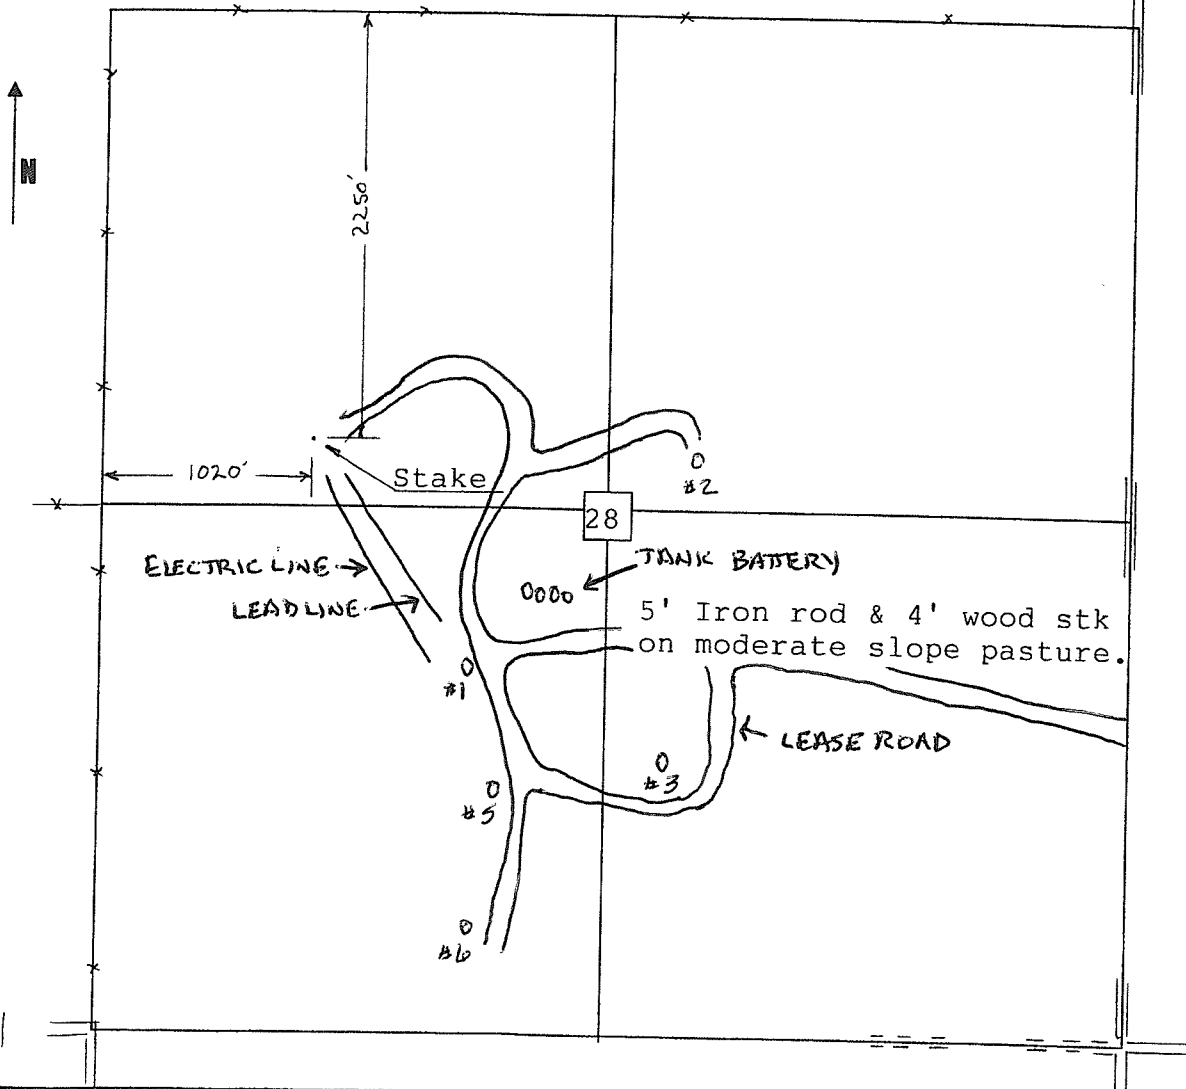 N
2250'
1020'
Stake
#2
28
ELECTRIC LINE
TANK BATTERY
LEADLINE
5' Iron rod & 4' wood stk
on moderate slope pasture.
#1
LEASE ROAD
#3
#5
#6